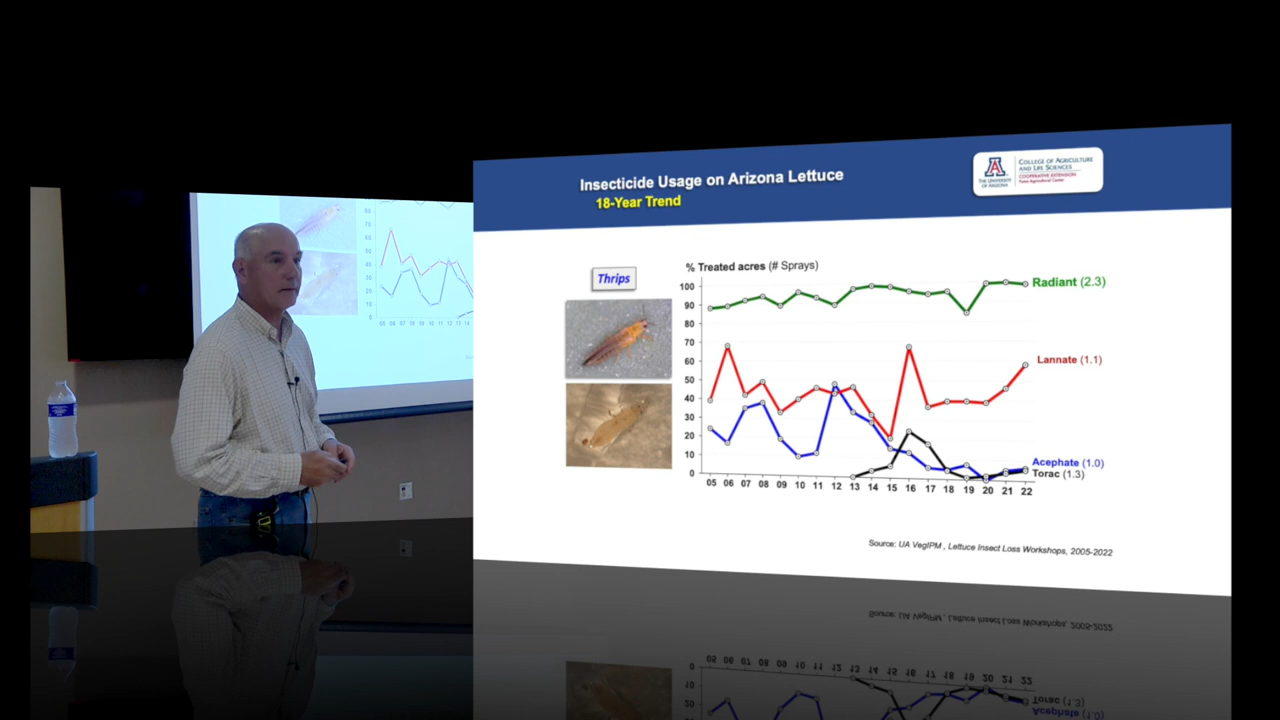 Insecticide Usage on Arizona Lettuce
18-Year Trend
THE UNIVERSITY
OF ARIZONA
COLLEGE OF AGRICULTURE
AND LIFE SCIENCES
COOPERATIVE EXTENSION
Yuma Agricultural Center
Thrips
% Treated acres (# Sprays)
100
90
80
70
60
50
40
30
20
10
0
05 06 07 08 09 10 11 12 13 14 15 16 17 18 19 20 21 22
Radiant (2.3)
Lannate (1.1)
Acephate (1.0)
Torac (1.3)
Source: UA VegIPM , Lettuce Insect Loss Workshops, 2005-2022